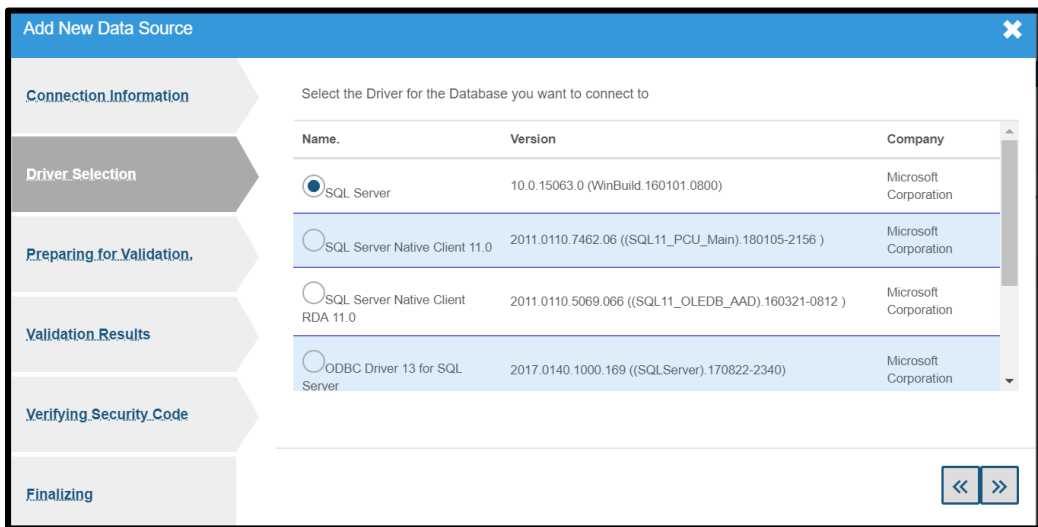 Add New Data Source
Connection Information
Driver Selection
Preparing for Validation.
Validation Results
Verifying Security Code
Finalizing
Select the Driver for the Database you want to connect to
Name. Version Company
SQL Server 10.0.15063.0 (WinBuild.160101.0800) Microsoft
Corporation
SQL Server Native Client 11.0 2011.0110.7462.06 ((SQL11_PCU_Main).180105-2156 ) Microsoft
Corporation
SQL Server Native Client
RDA 11.0 2011.0110.5069.066 ((SQL11_OLEDB_AAD).160321-0812 ) Microsoft
Corporation
ODBC Driver 13 for SQL
Server 2017.0140.1000.169 ((SQLServer).170822-2340) Microsoft
Corporation